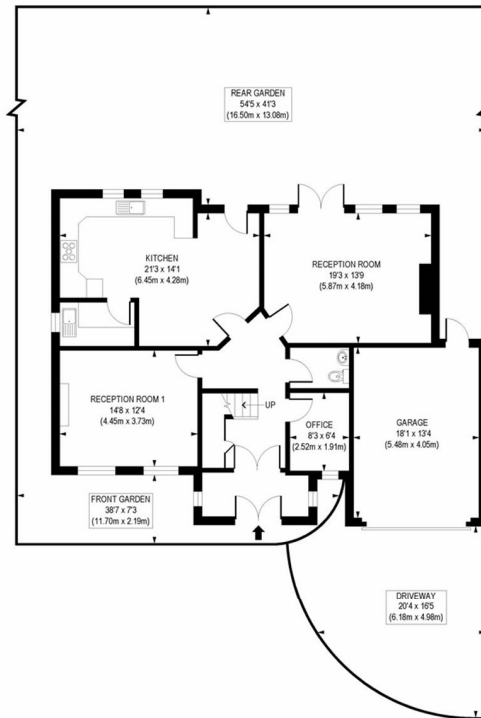 REAR GARDEN
54'5 x 41'3
(16.50m x 13.08m)
KITCHEN
21'3 x 14'1
(6.45m x 4.28m)
RECEPTION ROOM
19'3 x 13'9
(5.87m x 4.18m)
RECEPTION ROOM 1
14'8 x 12'4
(4.45m x 3.73m)
UP
OFFICE
8'3 x 6'4
(2.52m x 1.91m)
GARAGE
18'1 x 13'4
(5.48m x 4.05m)
FRONT GARDEN
38'7 x 7'3
(11.70m x 2.19m)
DRIVEWAY
20'4 x 16'5
(6.18m x 4.98m)